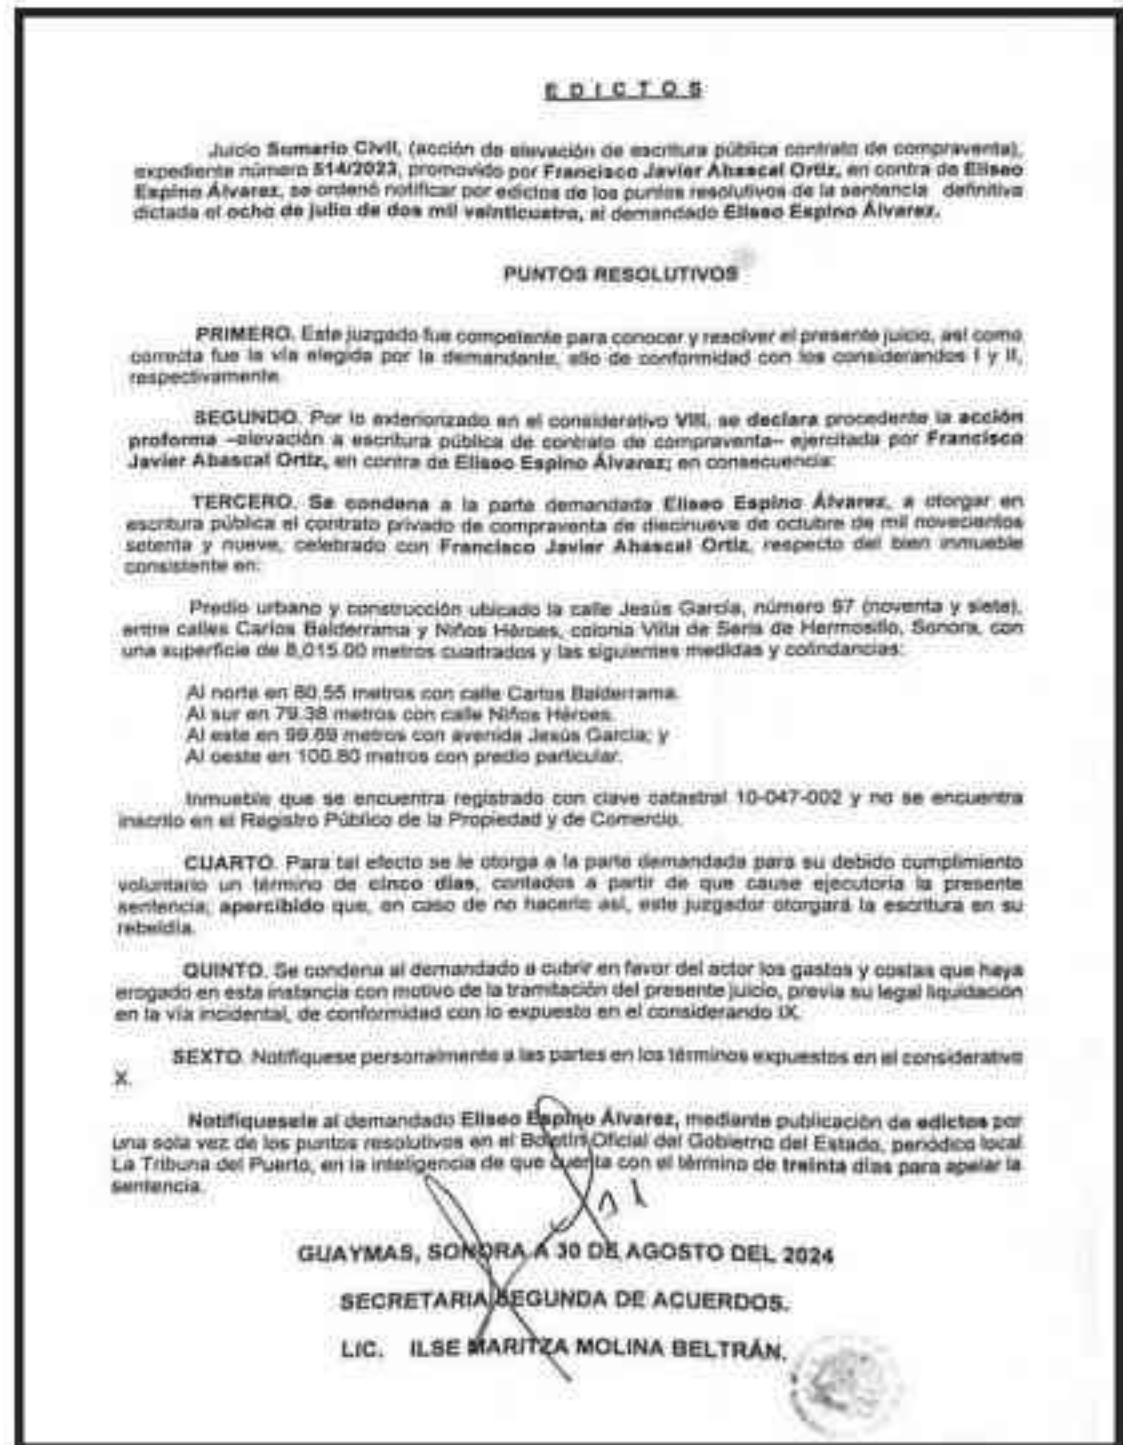 EDICTOS
Juicio Sumario Civil, (acción de elevación de escritura pública contrato de compraventa),
expediente número 514/2023, promovido por Francisco Javier Abascal Ortiz, en contra de Eliseo
Espino Álvarez, se ordenó notificar por edictos de los puntos resolutivos de la sentencia definitiva
dictada el ocho de julio de dos mil veinticuatro, al demandado Eliseo Espino Álvarez.
PUNTOS RESOLUTIVOS
PRIMERO. Este juzgado fue competente para conocer y resolver el presente juicio, así como
correcta fue la vía elegida por la demandante, ello de conformidad con los considerandos I y II,
respectivamente.
SEGUNDO. Por lo exteriorizado en el considerativo VIII, se declara procedente la acción
proforma –elevación a escritura pública de contrato de compraventa– ejercitada por Francisco
Javier Abascal Ortiz, en contra de Eliseo Espino Álvarez; en consecuencia:
TERCERO. Se condena a la parte demandada Eliseo Espino Álvarez, a otorgar en
escritura pública el contrato privado de compraventa de diecinueve de octubre de mil novecientos
setenta y nueve, celebrado con Francisco Javier Abascal Ortiz, respecto del bien inmueble
consistente en:
Predio urbano y construcción ubicado la calle Jesús García, número 97 (noventa y siete),
entre calles Carlos Balderrama y Niños Héroes, colonia Villa de Seris de Hermosillo, Sonora, con
una superficie de 8,015.00 metros cuadrados y las siguientes medidas y colindancias:
Al norte en 80.55 metros con calle Carlos Balderrama.
Al sur en 79.38 metros con calle Niños Héroes.
Al este en 99.69 metros con avenida Jesús García; y
Al oeste en 100.80 metros con predio particular.
Inmueble que se encuentra registrado con clave catastral 10-047-002 y no se encuentra
inscrito en el Registro Público de la Propiedad y de Comercio.
CUARTO. Para tal efecto se le otorga a la parte demandada para su debido cumplimiento
voluntario un término de cinco días, contados a partir de que cause ejecutoria la presente
sentencia; apercibido que, en caso de no hacerlo así, este juzgador otorgará la escritura en su
rebeldía.
QUINTO. Se condena al demandado a cubrir en favor del actor los gastos y costas que haya
erogado en esta instancia con motivo de la tramitación del presente juicio, previa su legal liquidación
en la vía incidental, de conformidad con lo expuesto en el considerando IX.
SEXTO. Notifíquese personalmente a las partes en los términos expuestos en el considerativo
X.
Notifíquesele al demandado Eliseo Espino Álvarez, mediante publicación de edictos por
una sola vez de los puntos resolutivos en el Boletín Oficial del Gobierno del Estado, periódico local
La Tribuna del Puerto, en la inteligencia de que cuenta con el término de treinta días para apelar la
sentencia.
GUAYMAS, SONORA A 30 DE AGOSTO DEL 2024
SECRETARIA SEGUNDA DE ACUERDOS.
LIC. ILSE MARITZA MOLINA BELTRÁN.